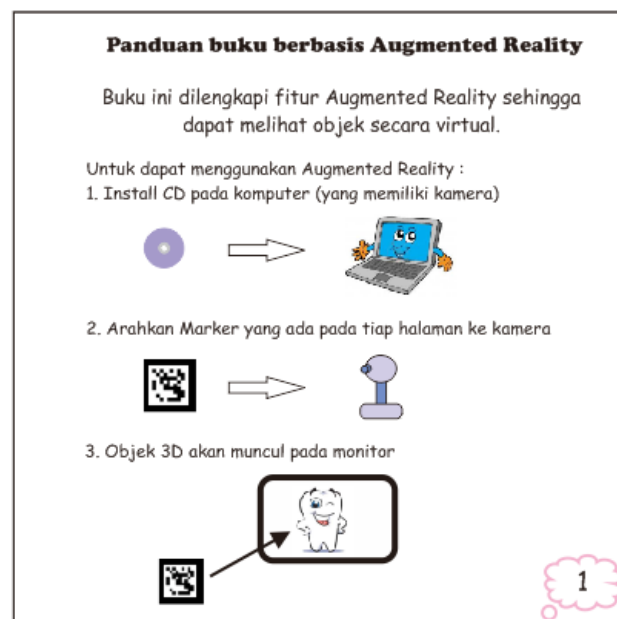 Panduan buku berbasis Augmented Reality
Buku ini dilengkapi fitur Augmented Reality sehingga
dapat melihat objek secara virtual.
Untuk dapat menggunakan Augmented Reality :
1. Install CD pada komputer (yang memiliki kamera)
2. Arahkan Marker yang ada pada tiap halaman ke kamera
3. Objek 3D akan muncul pada monitor
1